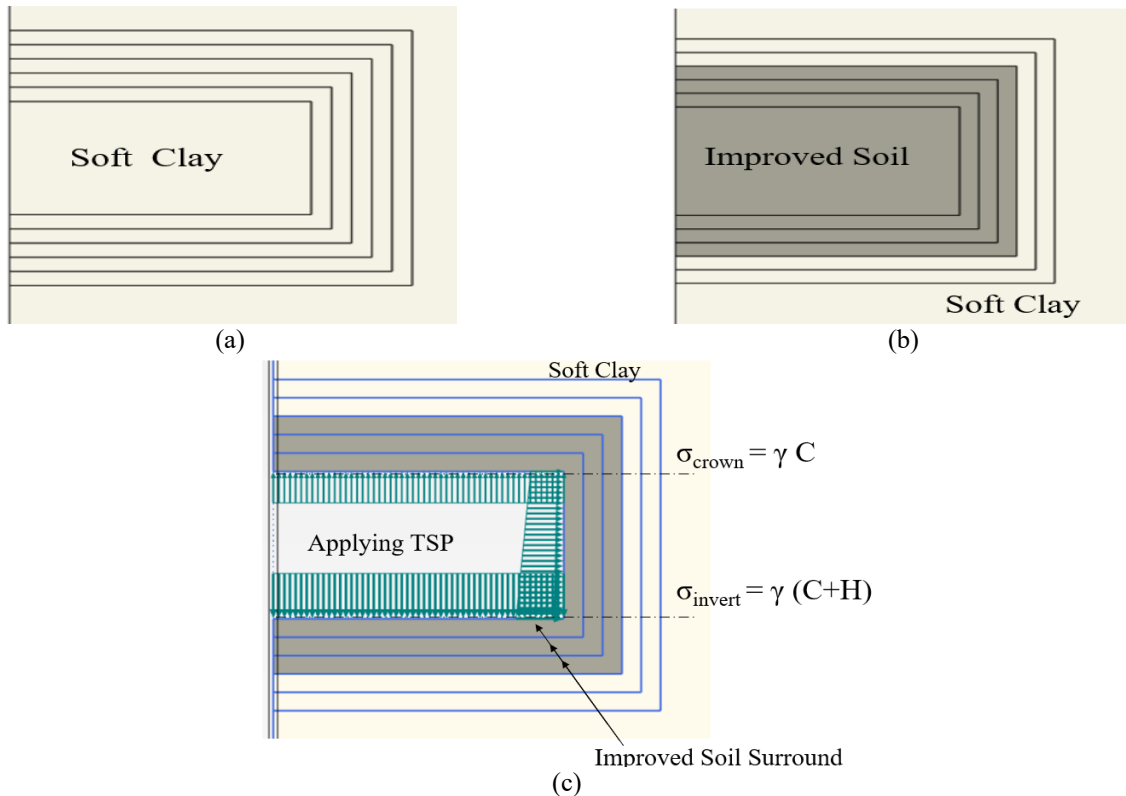 Soft Clay
Improved Soil
Soft Clay
(a)
(b)
Soft Clay
σcrown = γ C
Applying TSP
σinvert = γ (C+H)
Improved Soil Surround
(c)